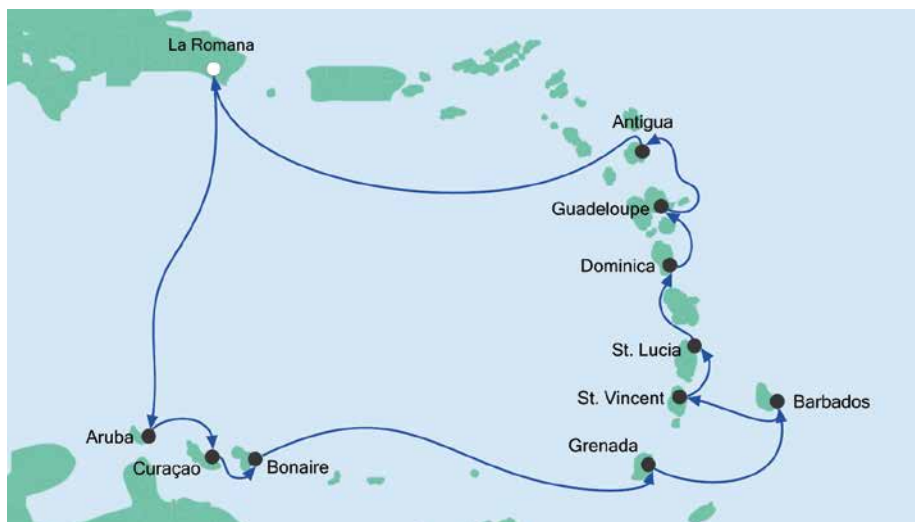 La Romana
Antigua
Guadeloupe
Dominica
St. Lucia
St. Vincent
Barbados
Aruba
Curaçao
Bonaire
Grenada